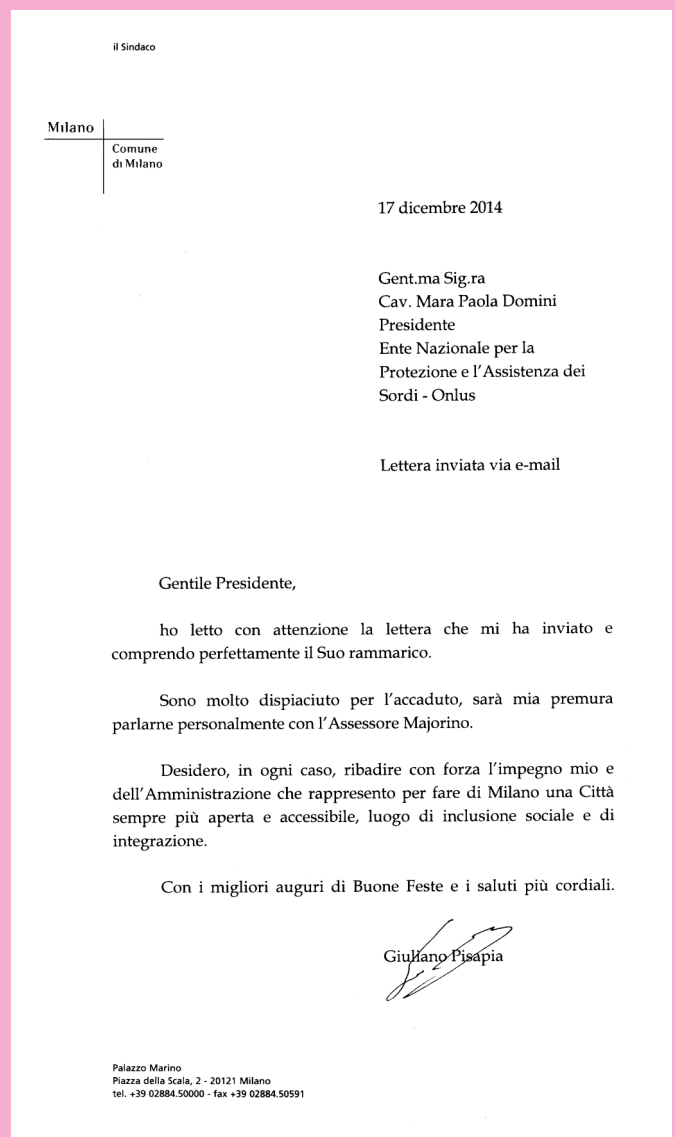 il Sindaco
Milano
Comune
di Milano
17 dicembre 2014
Gent.ma Sig.ra
Cav. Mara Paola Domini
Presidente
Ente Nazionale per la
Protezione e l'Assistenza dei
Sordi - Onlus
Lettera inviata via e-mail
Gentile Presidente,
ho letto con attenzione la lettera che mi ha inviato e
comprendo perfettamente il Suo rammarico.
Sono molto dispiaciuto per l'accaduto, sarà mia premura
parlarne personalmente con l'Assessore Majorino.
Desidero, in ogni caso, ribadire con forza l'impegno mio e
dell'Amministrazione che rappresento per fare di Milano una Città
sempre più aperta e accessibile, luogo di inclusione sociale e di
integrazione.
Con i migliori auguri di Buone Feste e i saluti più cordiali.
Giuliano Pisapia
Palazzo Marino
Piazza della Scala, 2 - 20121 Milano
tel. +39 02884.50000 - fax +39 02884.50591